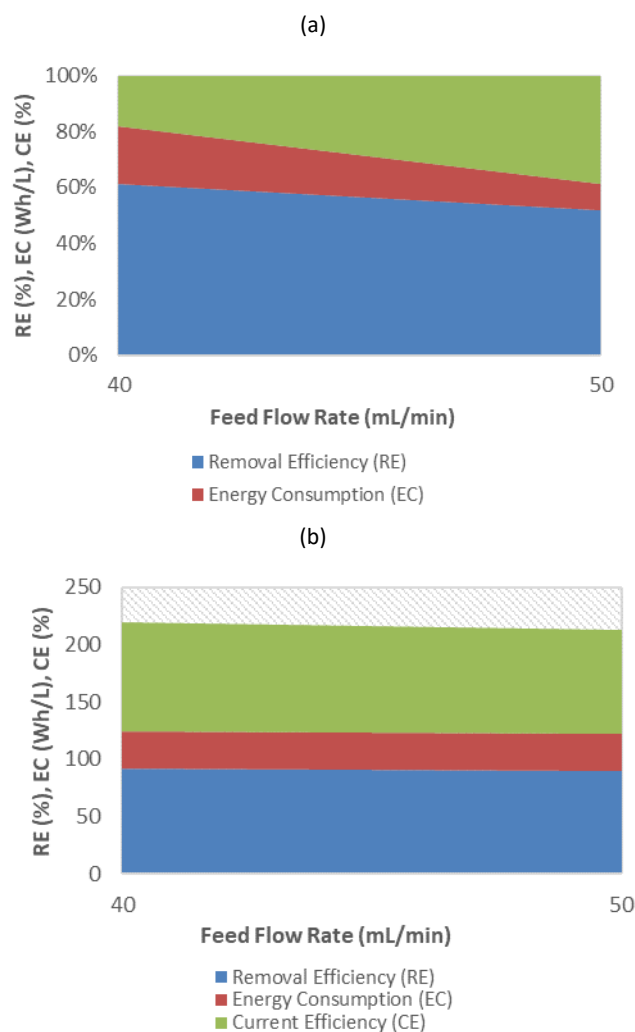 (a)
100%
80%
60%
40%
20%
0%
RE (%), EC (Wh/L), CE (%)
40
50
Feed Flow Rate (mL/min)
Removal Efficiency (RE)
Energy Consumption (EC)
(b)
250
200
150
100
50
0
RE (%), EC (Wh/L), CE (%)
40
50
Feed Flow Rate (mL/min)
Removal Efficiency (RE)
Energy Consumption (EC)
Current Efficiency (CE)